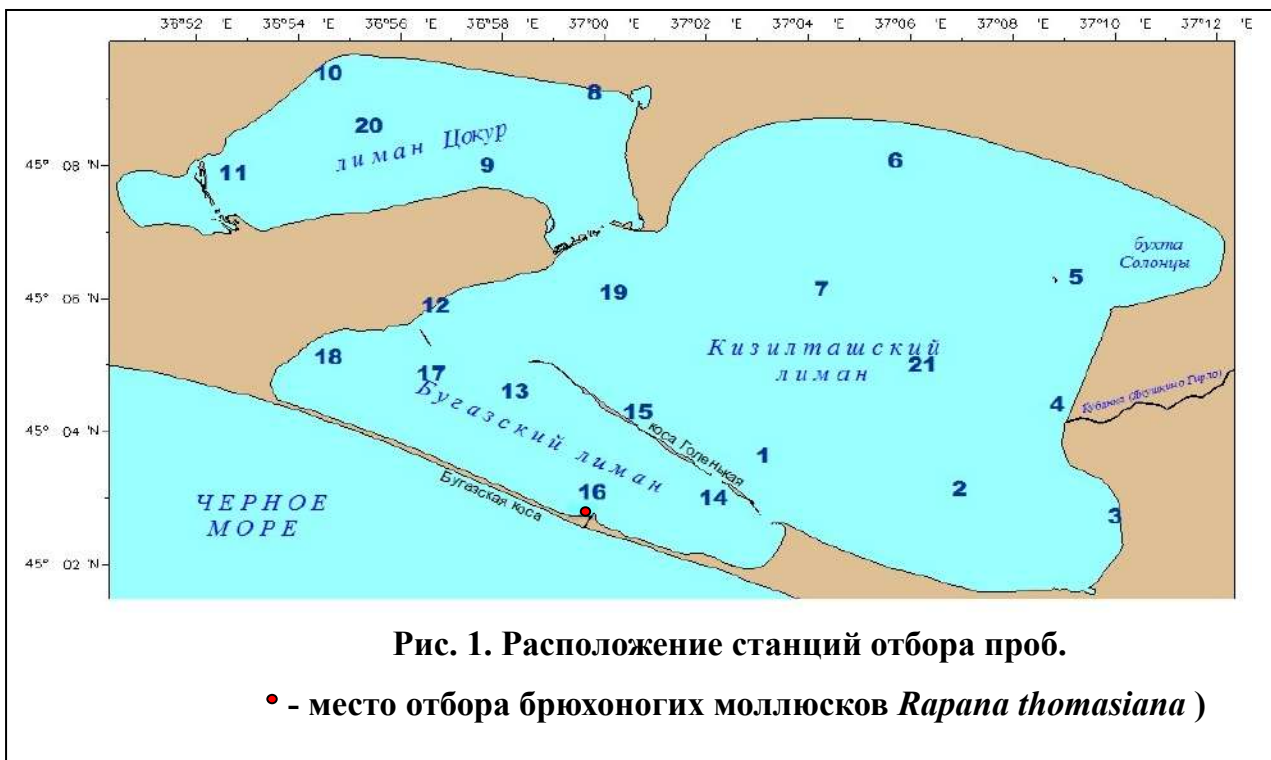 36°52 'E 36°54 'E 36°56 'E 36°58 'E 37°00 'E 37°02 'E 37°04 'E 37°06 'E 37°08 'E 37°10 'E 37°12 'E
10
8
20
лиман Цокур
45° 08 'N
11
9
6
бухта
Солонцы
5
45° 06 'N
19
7
12
18
17
13
Кизилташский
лиман
21
Бугазский лиман
15
коса Голенькая
4
45° 04 'N
1
Бугазская коса
16
14
2
3
ЧЕРНОЕ
МОРЕ
45° 02 'N
Рис. 1. Расположение станций отбора проб.
- место отбора брюхоногих моллюсков Rapana thomasiana )